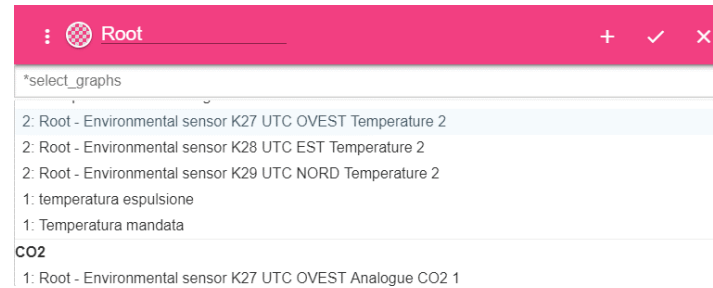 Root
*select_graphs
2: Root - Environmental sensor K27 UTC OVEST Temperature 2
2: Root - Environmental sensor K28 UTC EST Temperature 2
2: Root - Environmental sensor K29 UTC NORD Temperature 2
1: temperatura espulsione
1: Temperatura mandata
CO2
1: Root - Environmental sensor K27 UTC OVEST Analogue CO2 1